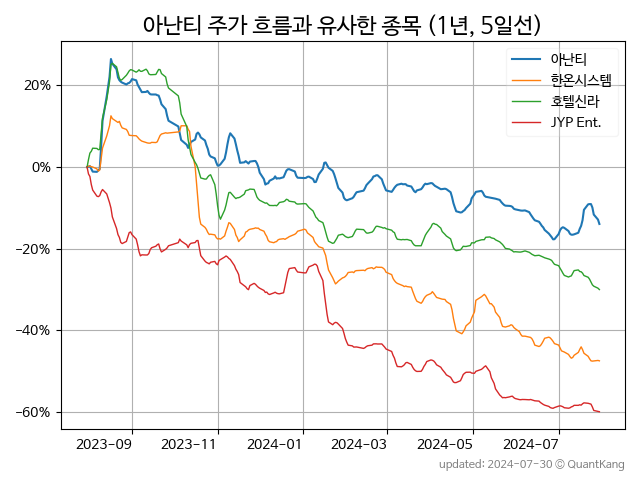 아난티 주가 흐름과 유사한 종목 (1년, 5일선)
아난티
한온시스템
호텔신라
JYP Ent.
20%
0%
−20%
−40%
−60%
2023-09
2023-11
2024-01
2024-03
2024-05
2024-07
updated: 2024-07-30 © QuantKang